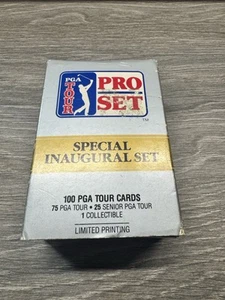 PGA TOUR
PRO
SET
TM
SPECIAL
INAUGURAL SET
100 PGA TOUR CARDS
75 PGA TOUR • 25 SENIOR PGA TOUR
1 COLLECTIBLE
LIMITED PRINTING